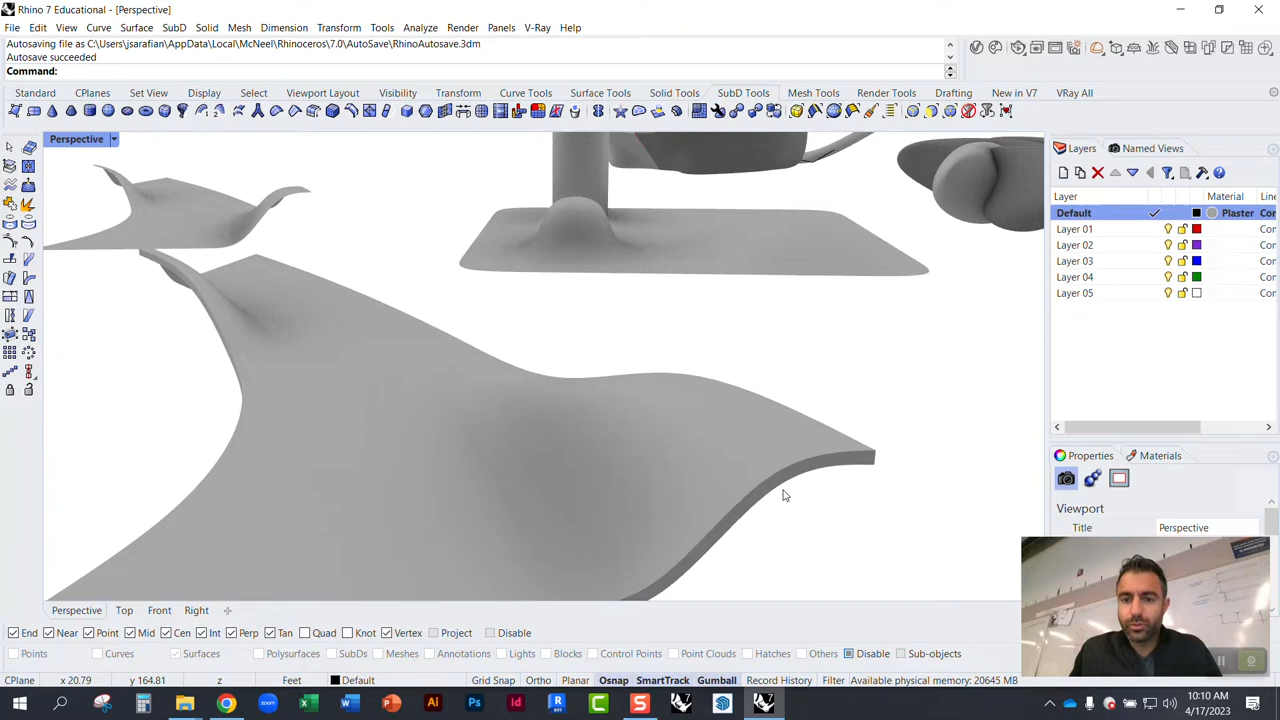 Rhino 7 Educational - [Perspective]
File Edit View Curve Surface SubD Solid Mesh Dimension Transform Tools Analyze Render Panels V-Ray Help
Autosaving file as C:\Users\jsarafian\AppData\Local\McNeel\Rhinoceros\7.0\AutoSave\RhinoAutosave.3dm
Autosave succeeded
Command:
Standard CPlanes Set View Display Select Viewport Layout Visibility Transform Curve Tools Surface Tools Solid Tools SubD Tools Mesh Tools Render Tools Drafting New in V7 VRay All
Perspective
Layers Named Views
Layer Material Line
Default Plaster Con
Layer 01 Con
Layer 02 Con
Layer 03 Con
Layer 04 Con
Layer 05 Con
Properties Materials
Viewport
Title Perspective
Perspective Top Front Right
End Near Point Mid Cen Int Perp Tan Quad Knot Vertex Project Disable
Points Curves Surfaces Polysurfaces SubDs Meshes Annotations Lights Blocks Control Points Point Clouds Hatches Others Disable Sub-objects
CPlane x 20.79 y 164.81 z Feet Default Grid Snap Ortho Planar Osnap SmartTrack Gumball Record History Filter Available physical memory: 20645 MB
10:10 AM
4/17/2023